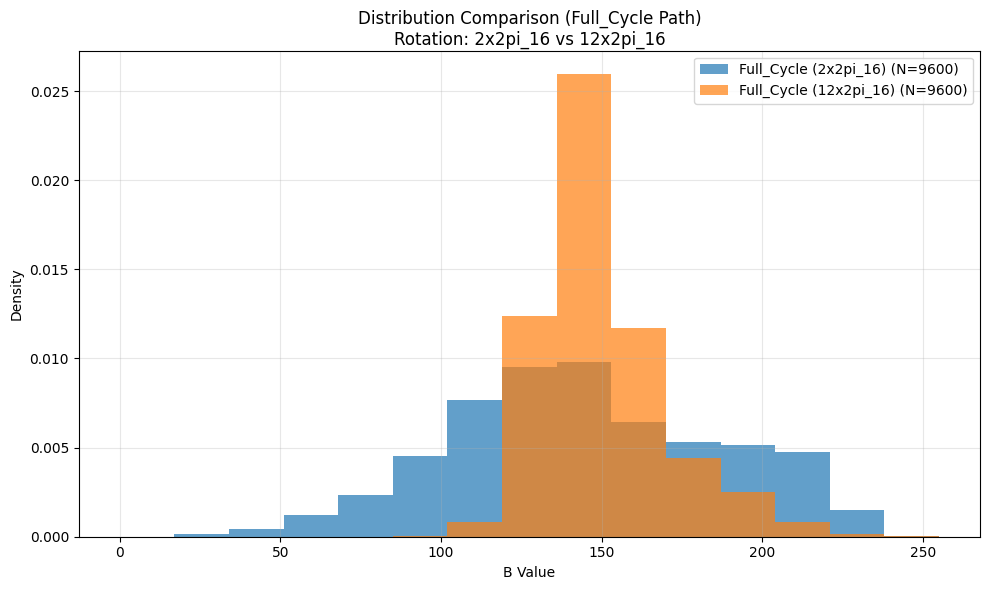 Distribution Comparison (Full_Cycle Path)
Rotation: 2x2pi_16 vs 12x2pi_16
Full_Cycle (2x2pi_16) (N=9600)
Full_Cycle (12x2pi_16) (N=9600)
0.025
0.020
0.015
0.010
0.005
0.000
Density
0 50 100 150 200 250
B Value